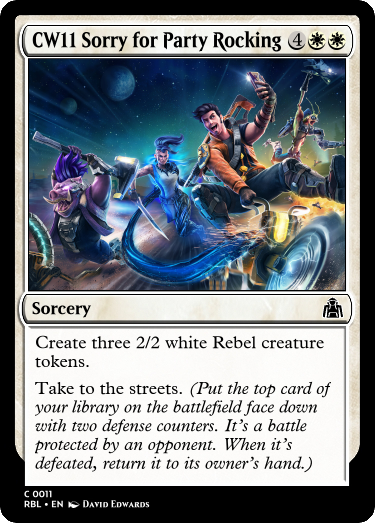 CW11 Sorry for Party Rocking 4
Sorcery
Create three 2/2 white Rebel creature
tokens.
Take to the streets. (Put the top card of
your library on the battlefield face down
with two defense counters. It's a battle
protected by an opponent. When it's
defeated, return it to its owner's hand.)
C 0011
RBL • EN David Edwards